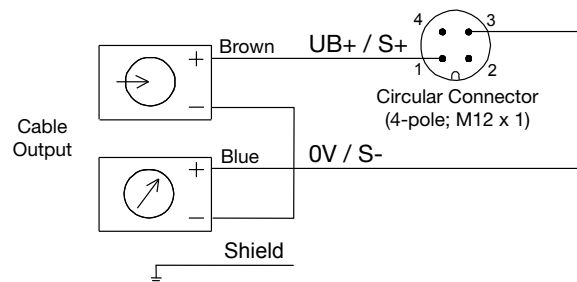 4 3
Brown UB+ / S+
+
1 2
−
Circular Connector
(4-pole; M12 x 1)
Cable
Output
Blue 0V / S-
+
−
Shield